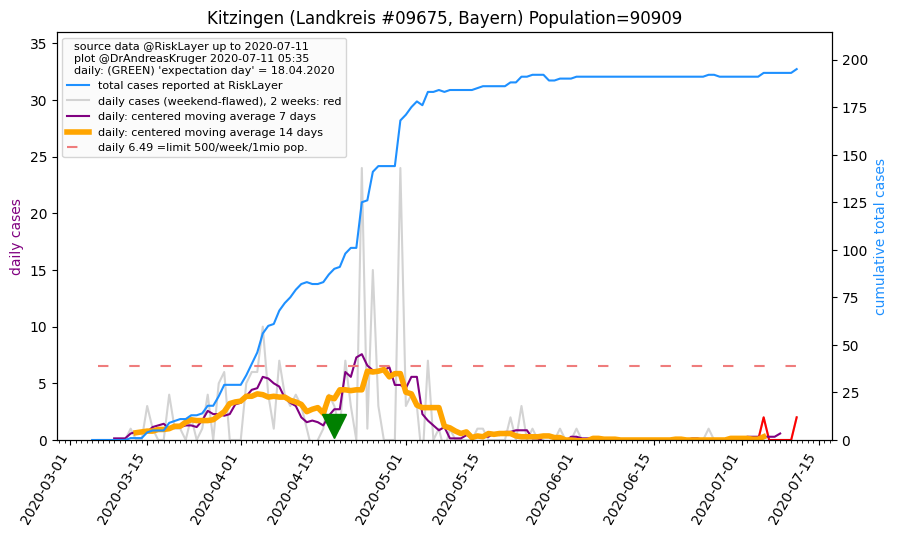 Kitzingen (Landkreis #09675, Bayern) Population=90909
source data @RiskLayer up to 2020-07-11
plot @DrAndreasKruger 2020-07-11 05:35
daily: (GREEN) 'expectation day' = 18.04.2020
total cases reported at RiskLayer
daily cases (weekend-flawed), 2 weeks: red
daily: centered moving average 7 days
daily: centered moving average 14 days
daily 6.49 =limit 500/week/1mio pop.
daily cases
35
30
25
20
15
10
5
0
200
175
150
125
100
75
50
25
0
cumulative total cases
2020-03-01
2020-03-15
2020-04-01
2020-04-15
2020-05-01
2020-05-15
2020-06-01
2020-06-15
2020-07-01
2020-07-15